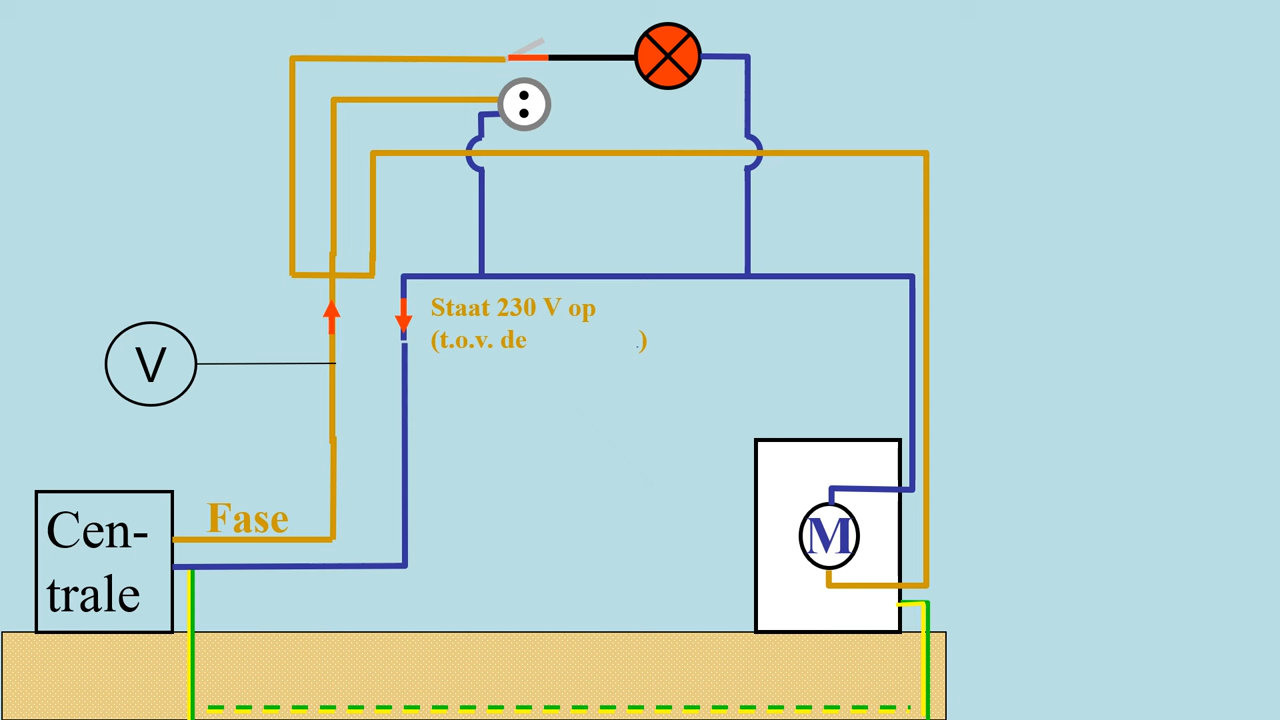 Staat 230 V op
(t.o.v. de .)
V
Fase
Cen-
trale
M